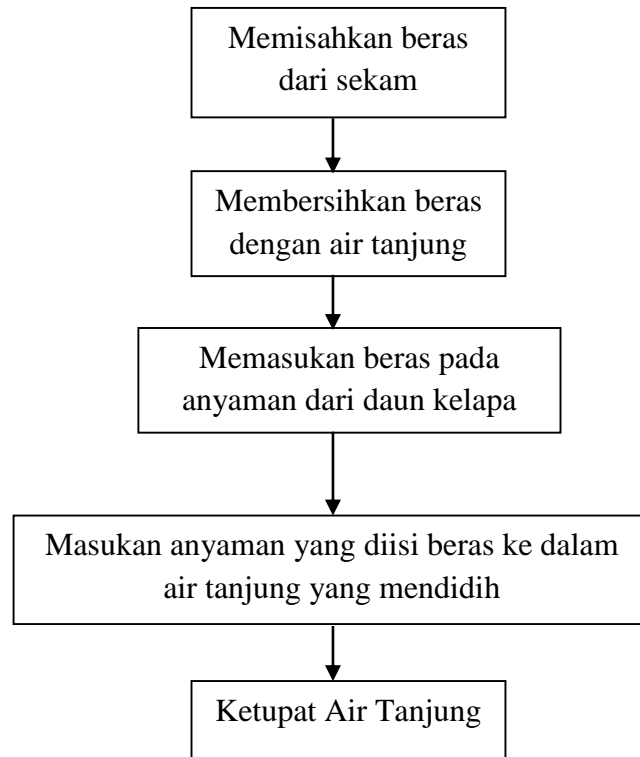 Memisahkan beras
dari sekam
Membersihkan beras
dengan air tanjung
Memasukan beras pada
anyaman dari daun kelapa
Masukan anyaman yang diisi beras ke dalam
air tanjung yang mendidih
Ketupat Air Tanjung